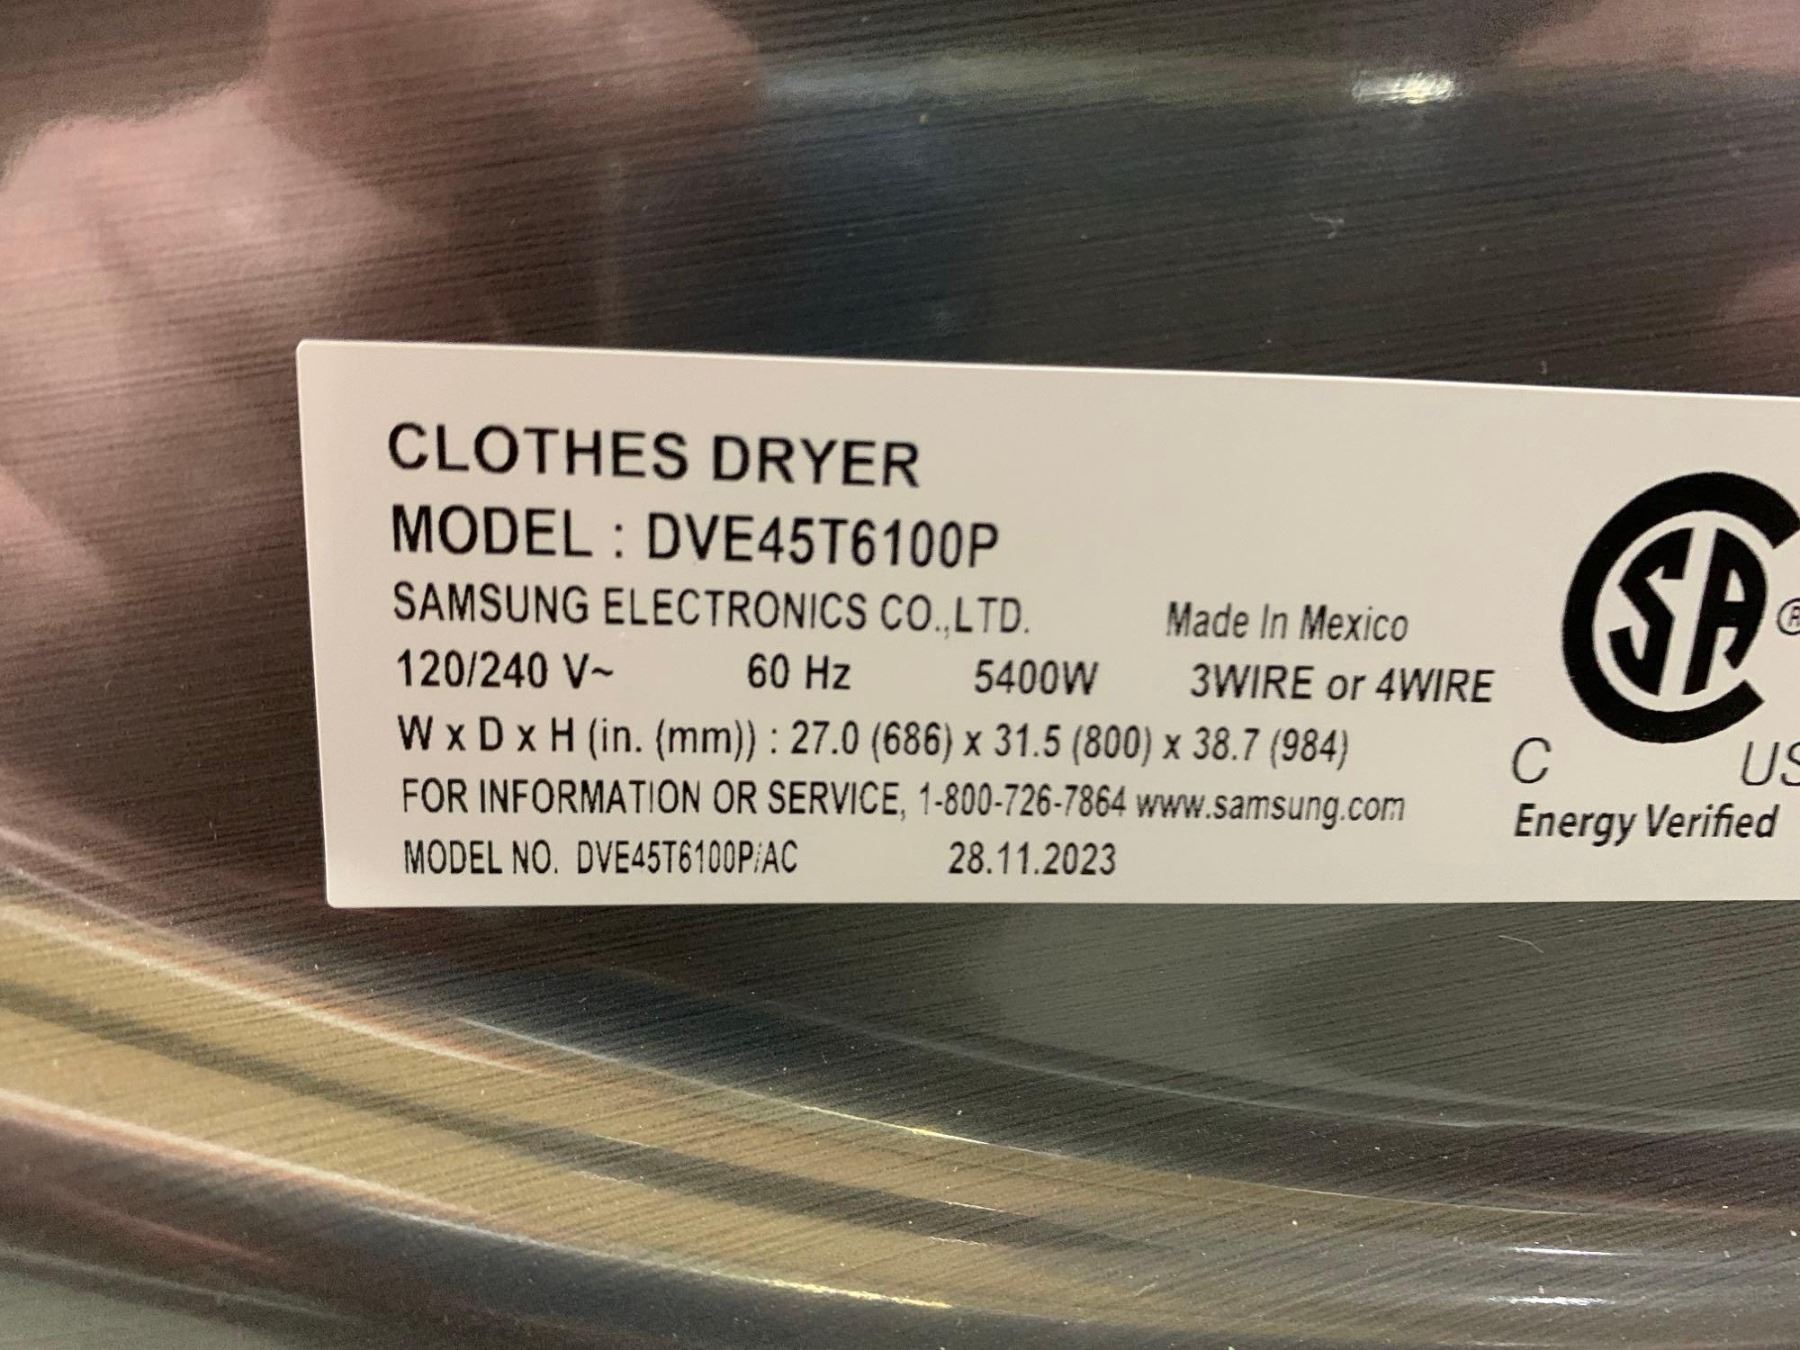 CLOTHES DRYER
MODEL : DVE45T6100P
SAMSUNG ELECTRONICS CO.,LTD. Made In Mexico
120/240 V~ 60 Hz 5400W 3WIRE or 4WIRE
W x D x H (in. (mm)) : 27.0 (686) x 31.5 (800) x 38.7 (984)
FOR INFORMATION OR SERVICE, 1-800-726-7864 www.samsung.com
MODEL NO. DVE45T6100P/AC 28.11.2023
CSA ®
C US
Energy Verified